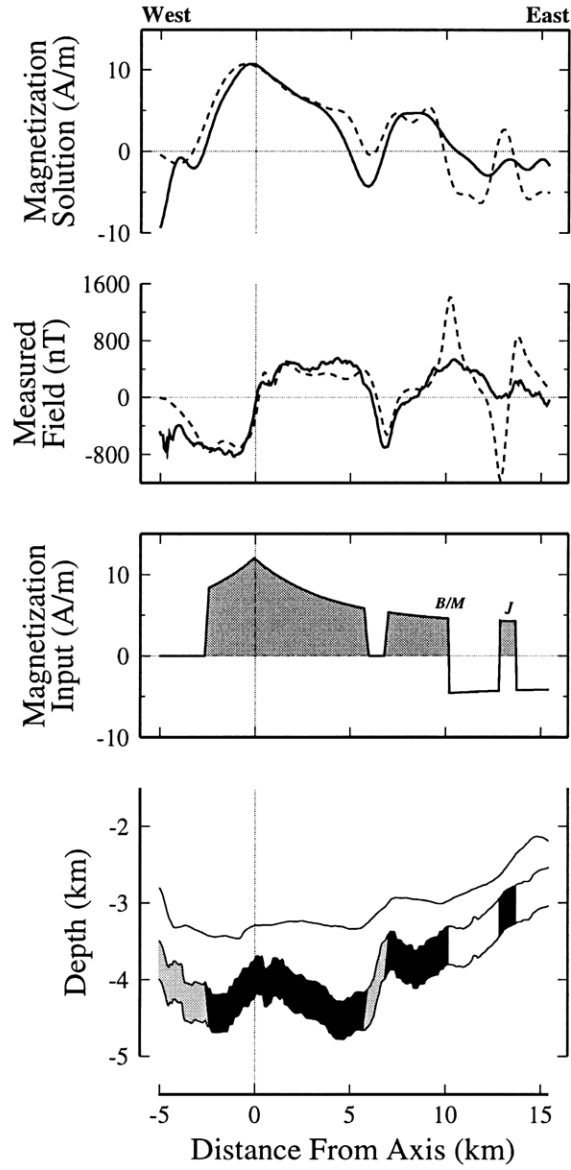 West East
Magnetization
Solution (A/m)
10
0
-10
Measured
Field (nT)
1600
800
0
-800
Magnetization
Input (A/m)
10
0
-10
B/M
J
Depth (km)
-2
-3
-4
-5
-5 0 5 10 15
Distance From Axis (km)